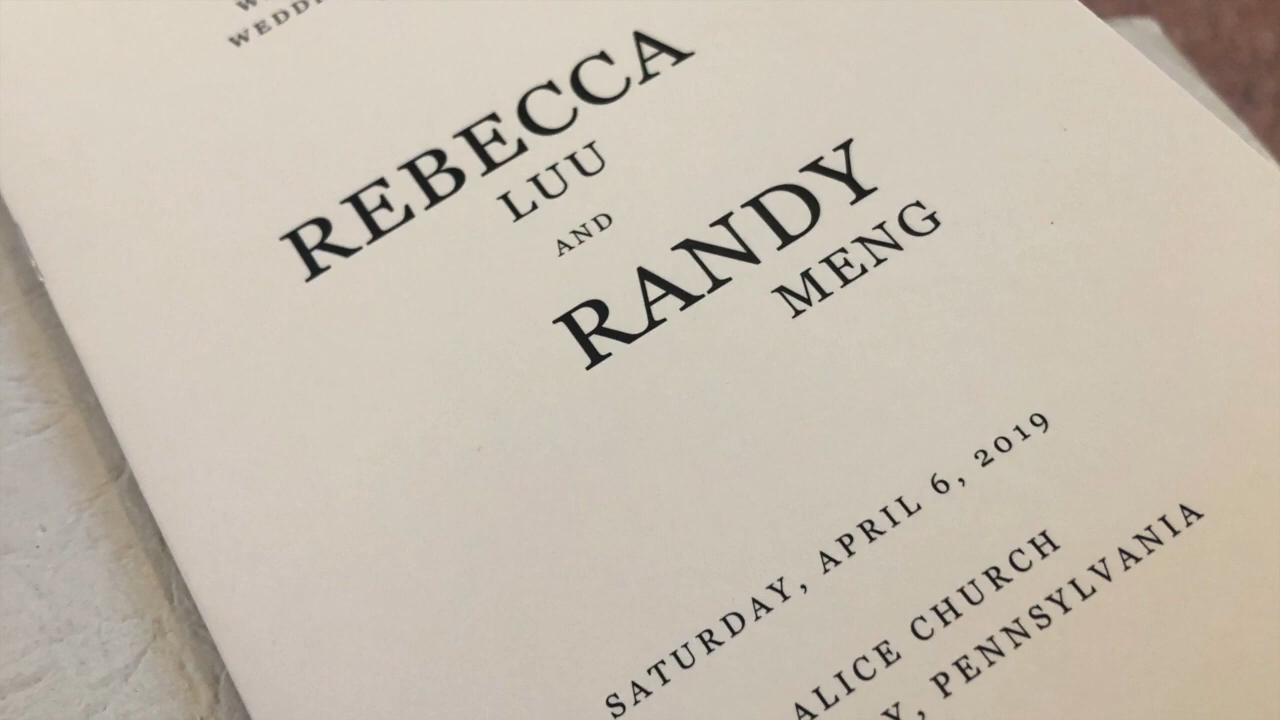 REBECCA
LUU
AND
RANDY
MENG
SATURDAY, APRIL 6, 2019
ALICE CHURCH
PENNSYLVANIA